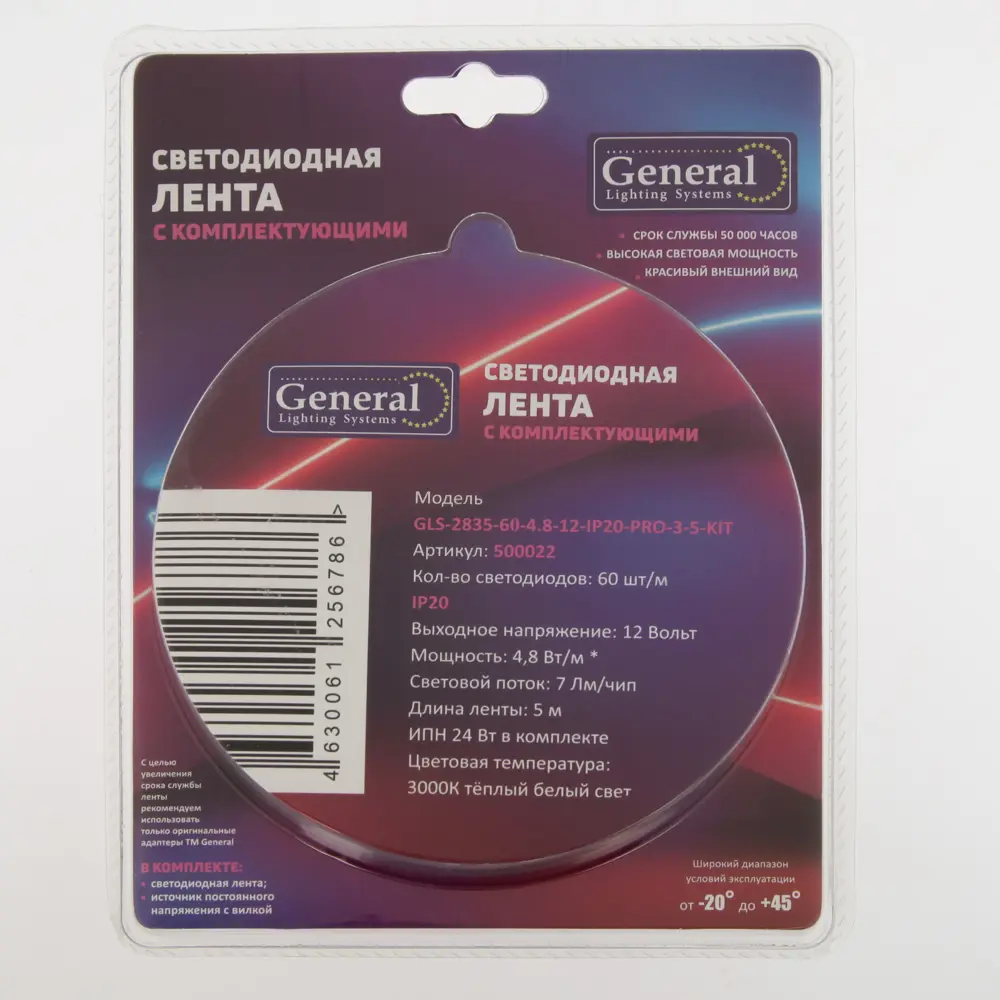 СВЕТОДИОДНАЯ
ЛЕНТА
С КОМПЛЕКТУЮЩИМИ
General
Lighting Systems
СРОК СЛУЖБЫ 50 000 ЧАСОВ
ВЫСОКАЯ СВЕТОВАЯ МОЩНОСТЬ
КРАСИВЫЙ ВНЕШНИЙ ВИД
General
Lighting Systems
СВЕТОДИОДНАЯ
ЛЕНТА
С КОМПЛЕКТУЮЩИМИ
Модель
GLS-2835-60-4.8-12-IP20-PRO-3-5-KIT
Артикул: 500022
Кол-во светодиодов: 60 шт/м
IP20
Выходное напряжение: 12 Вольт
Мощность: 4,8 Вт/м *
Световой поток: 7 Лм/чип
Длина ленты: 5 м
ИПН 24 Вт в комплекте
Цветовая температура:
3000К тёплый белый свет
4 630061 256786 >
С целью
увеличения
срока службы
ленты
рекомендуем
использовать
только оригинальные
адаптеры ТМ General
В КОМПЛЕКТЕ:
• светодиодная лента;
• источник постоянного
напряжения с вилкой
Широкий диапазон
условий эксплуатации
от -20° до +45°